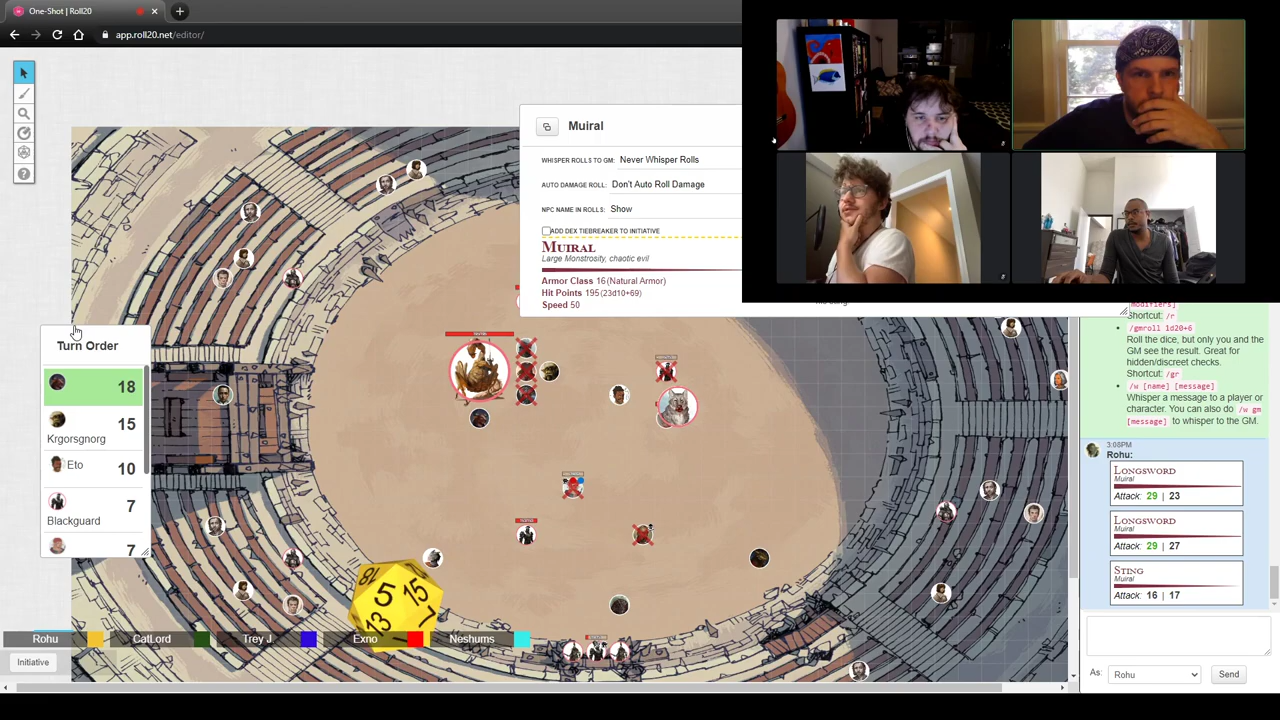 One-Shot | Roll20
app.roll20.net/editor/
Muiral
WHISPER ROLLS TO GM: Never Whisper Rolls
AUTO DAMAGE ROLL: Don't Auto Roll Damage
NPC NAME IN ROLLS: Show
ADD DEX TIEBREAKER TO INITIATIVE
MUIRAL
Large Monstrosity, chaotic evil
Armor Class 16 (Natural Armor)
Hit Points 195 (23d10+69)
Speed 50
Turn Order
18
15
Krgorsgnorg
Eto 10
7
Blackguard
7
modifiers]
Shortcut: /r
/gmroll 1d20+6
Roll the dice, but only you and the
GM see the result. Great for
hidden/discreet checks.
Shortcut: /gr
/w [name] [message]
Whisper a message to a player or
character. You can also do /w gm
[message] to whisper to the GM.
3:08PM
Rohu:
LONGSWORD
Muiral
Attack: 29 | 23
LONGSWORD
Muiral
Attack: 29 | 27
STING
Muiral
Attack: 16 | 17
18
5 15
13 7
Rohu CatLord Trey J Exno Neshums
Initiative
As: Rohu Send